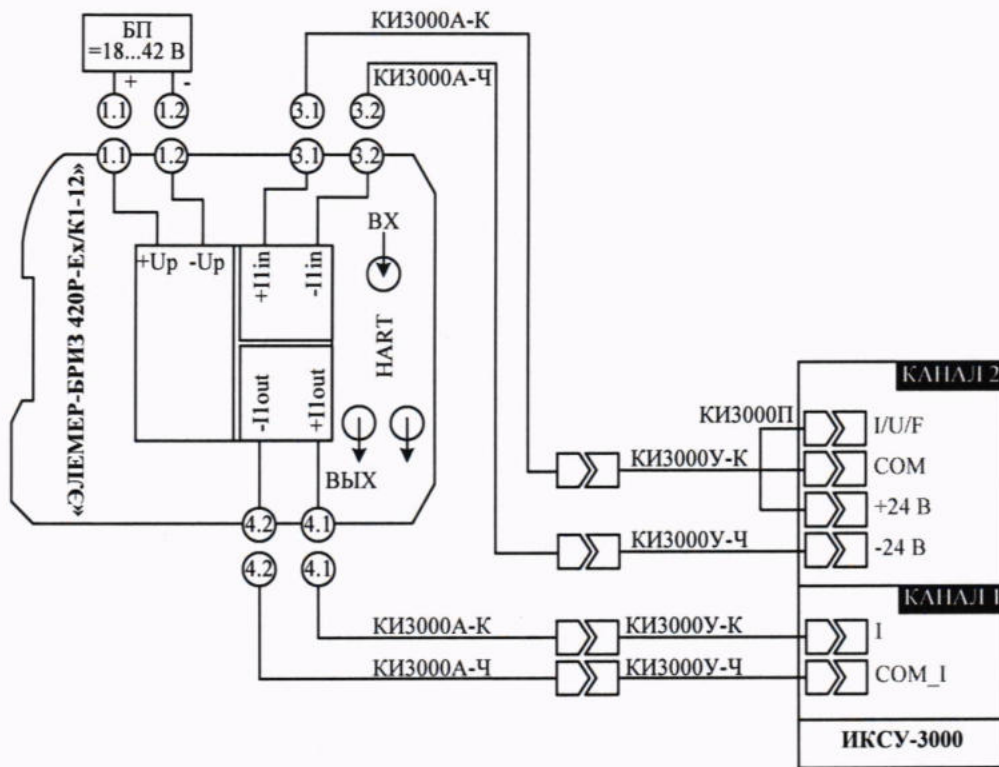 КИ3000А-К
БП
=18...42 В
КИ3000А-Ч
+ -
1.1 1.2 3.1 3.2
1.1 1.2 3.1 3.2
«ЭЛЕМЕР-БРИЗ 420Р-Ех/К1-12»
ВХ
+Up -Up
+I1in
-I1in
HART
-I1out
+I1out
ВЫХ
4.2 4.1
4.2 4.1
КАНАЛ 2
КИ3000П
I/U/F
КИ3000У-К
COM
+24 В
КИ3000У-Ч
-24 В
КАНАЛ 1
КИ3000А-К
КИ3000У-К
I
КИ3000А-Ч
КИ3000У-Ч
COM_I
ИКСУ-3000